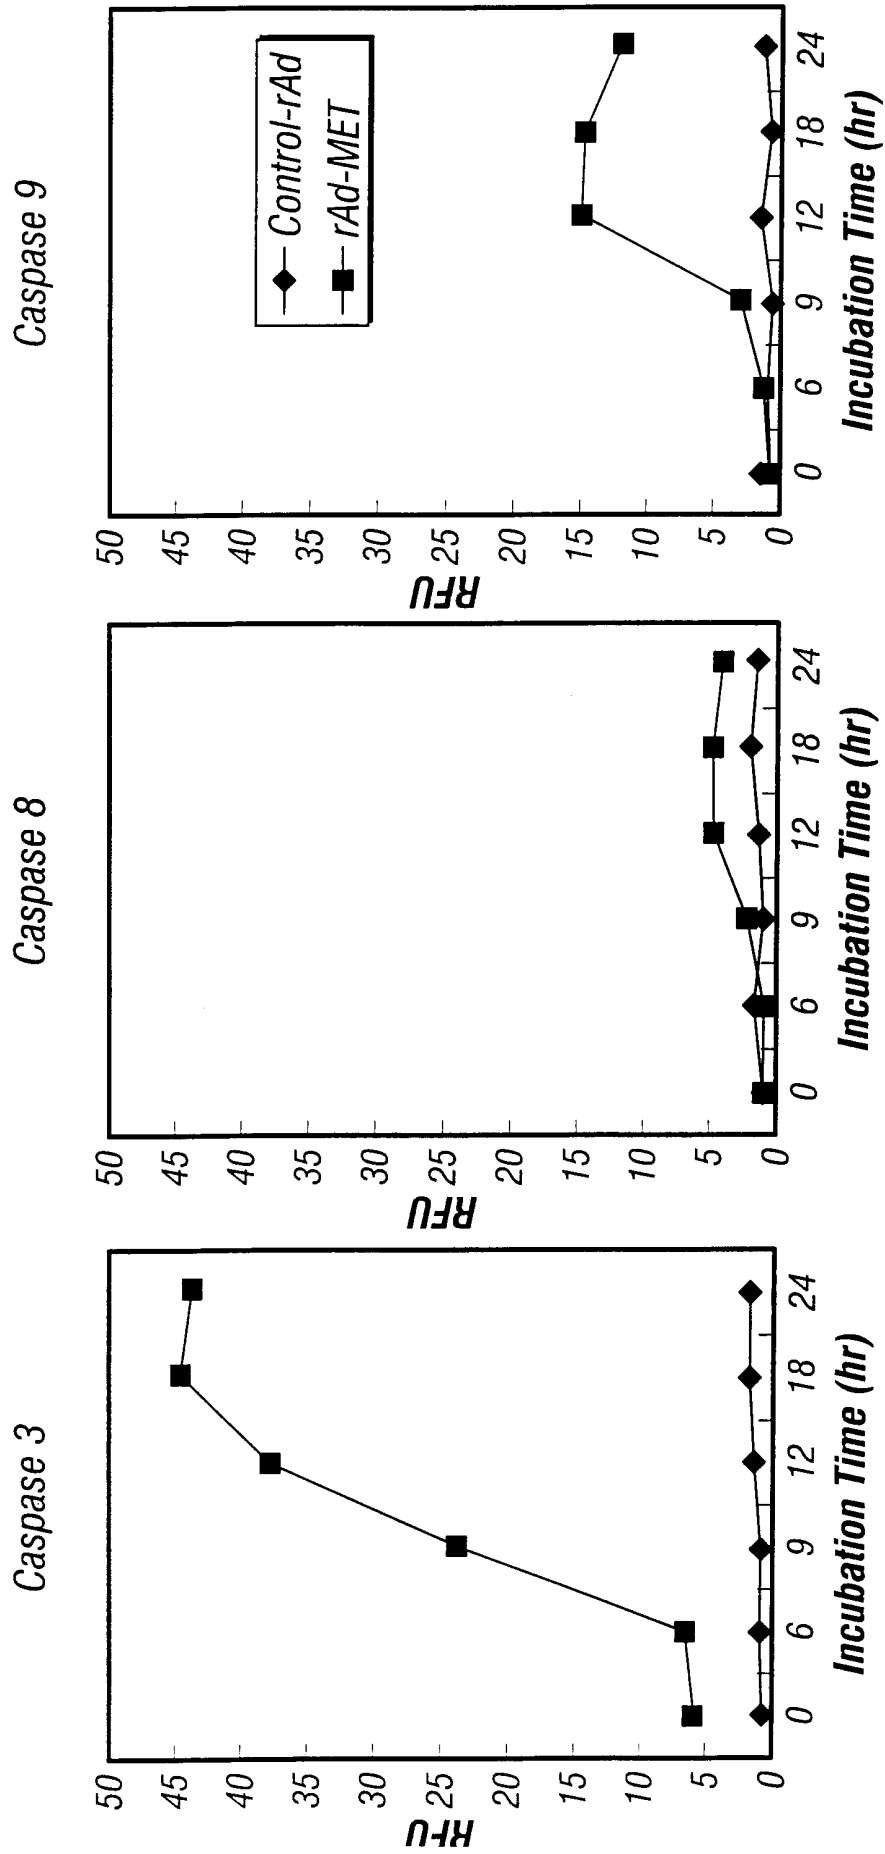 Caspase 3
50
45
40
35
30
25
20
15
10
5
0
RFU
0 6 9 12 18 24
Incubation Time (hr)
Caspase 8
50
45
40
35
30
25
20
15
10
5
0
RFU
0 6 9 12 18 24
Incubation Time (hr)
Caspase 9
50
45
40
35
30
25
20
15
10
5
0
RFU
0 6 9 12 18 24
Incubation Time (hr)
Control-rAd
rAd-MET